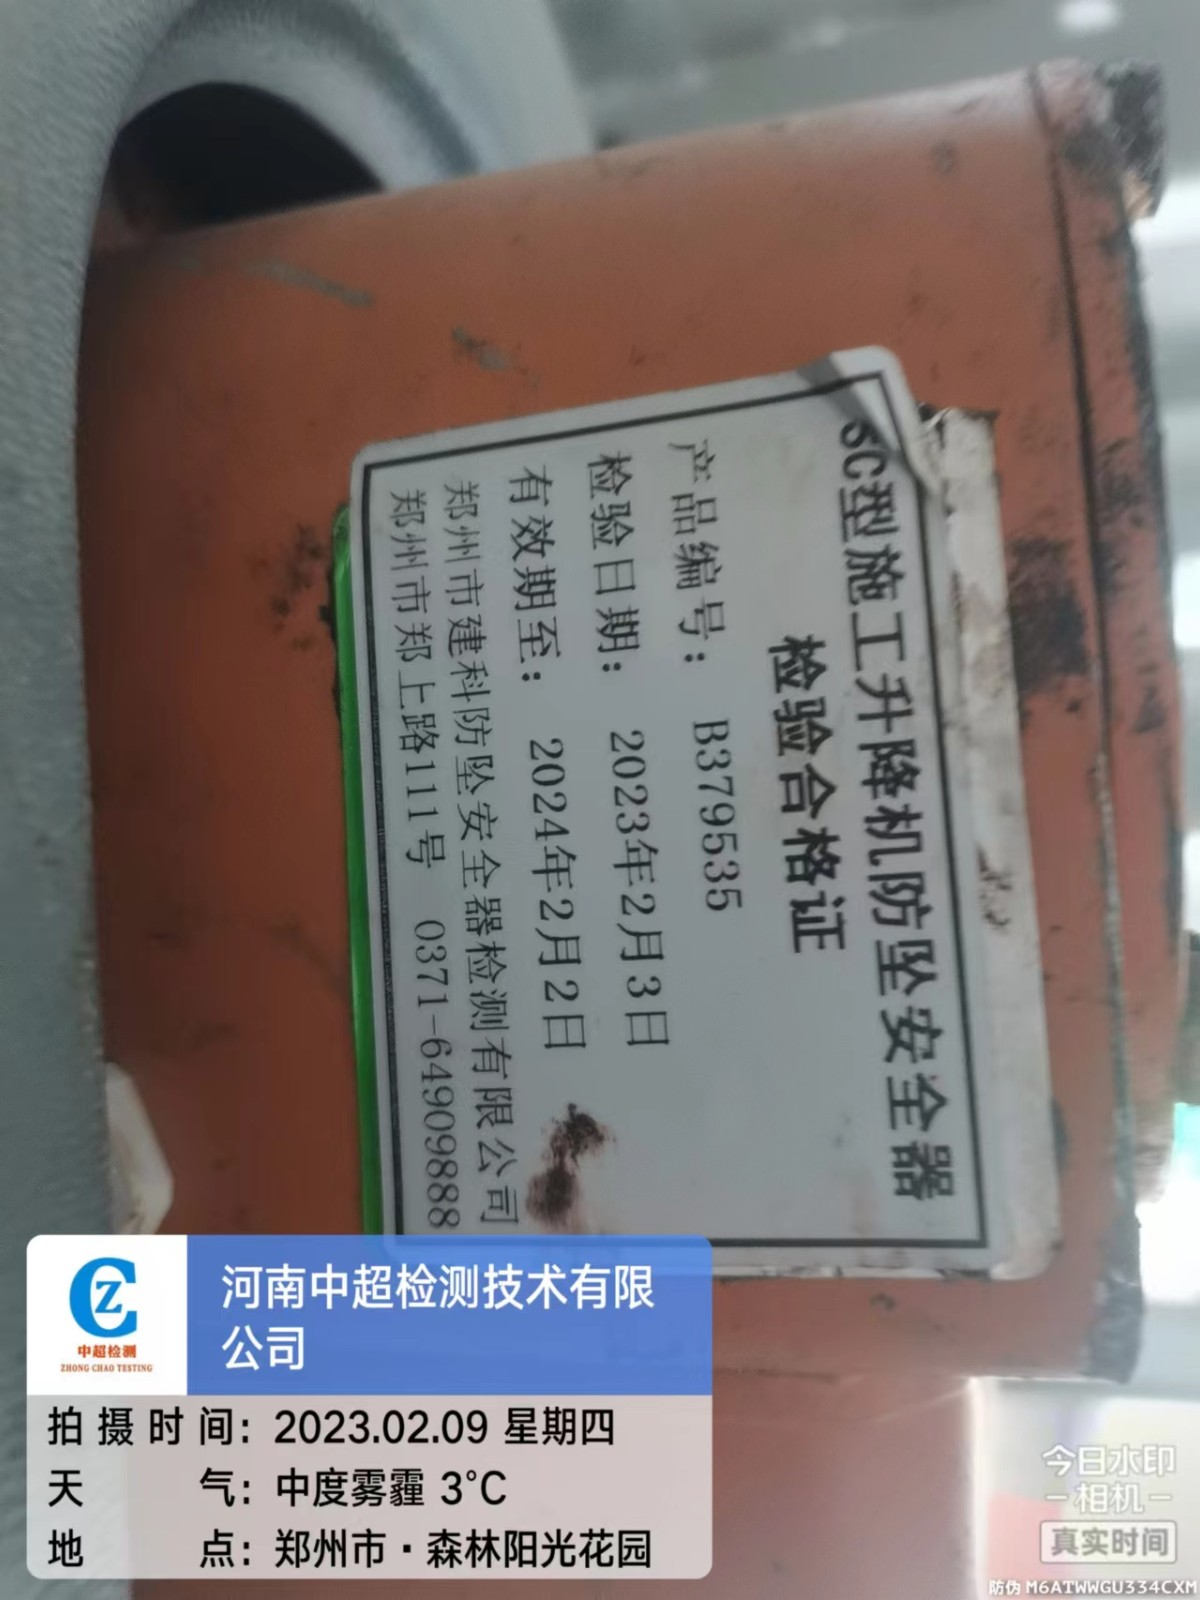 SC型施工升降机防坠安全器
检验合格证
产品编号： B379535
检验日期： 2023年2月3日
有效期至： 2024年2月2日
郑州市建科防坠安全器检测有限公司
郑州市郑上路111号 0371-64909888
CZ
中超检测
ZHONG CHAO TESTING
河南中超检测技术有限
公司
拍摄时间：2023.02.09 星期四
天气：中度雾霾 3℃
地点：郑州市·森林阳光花园
今日水印
-相机-
真实时间
防伪 M6ATWWGU334CXM